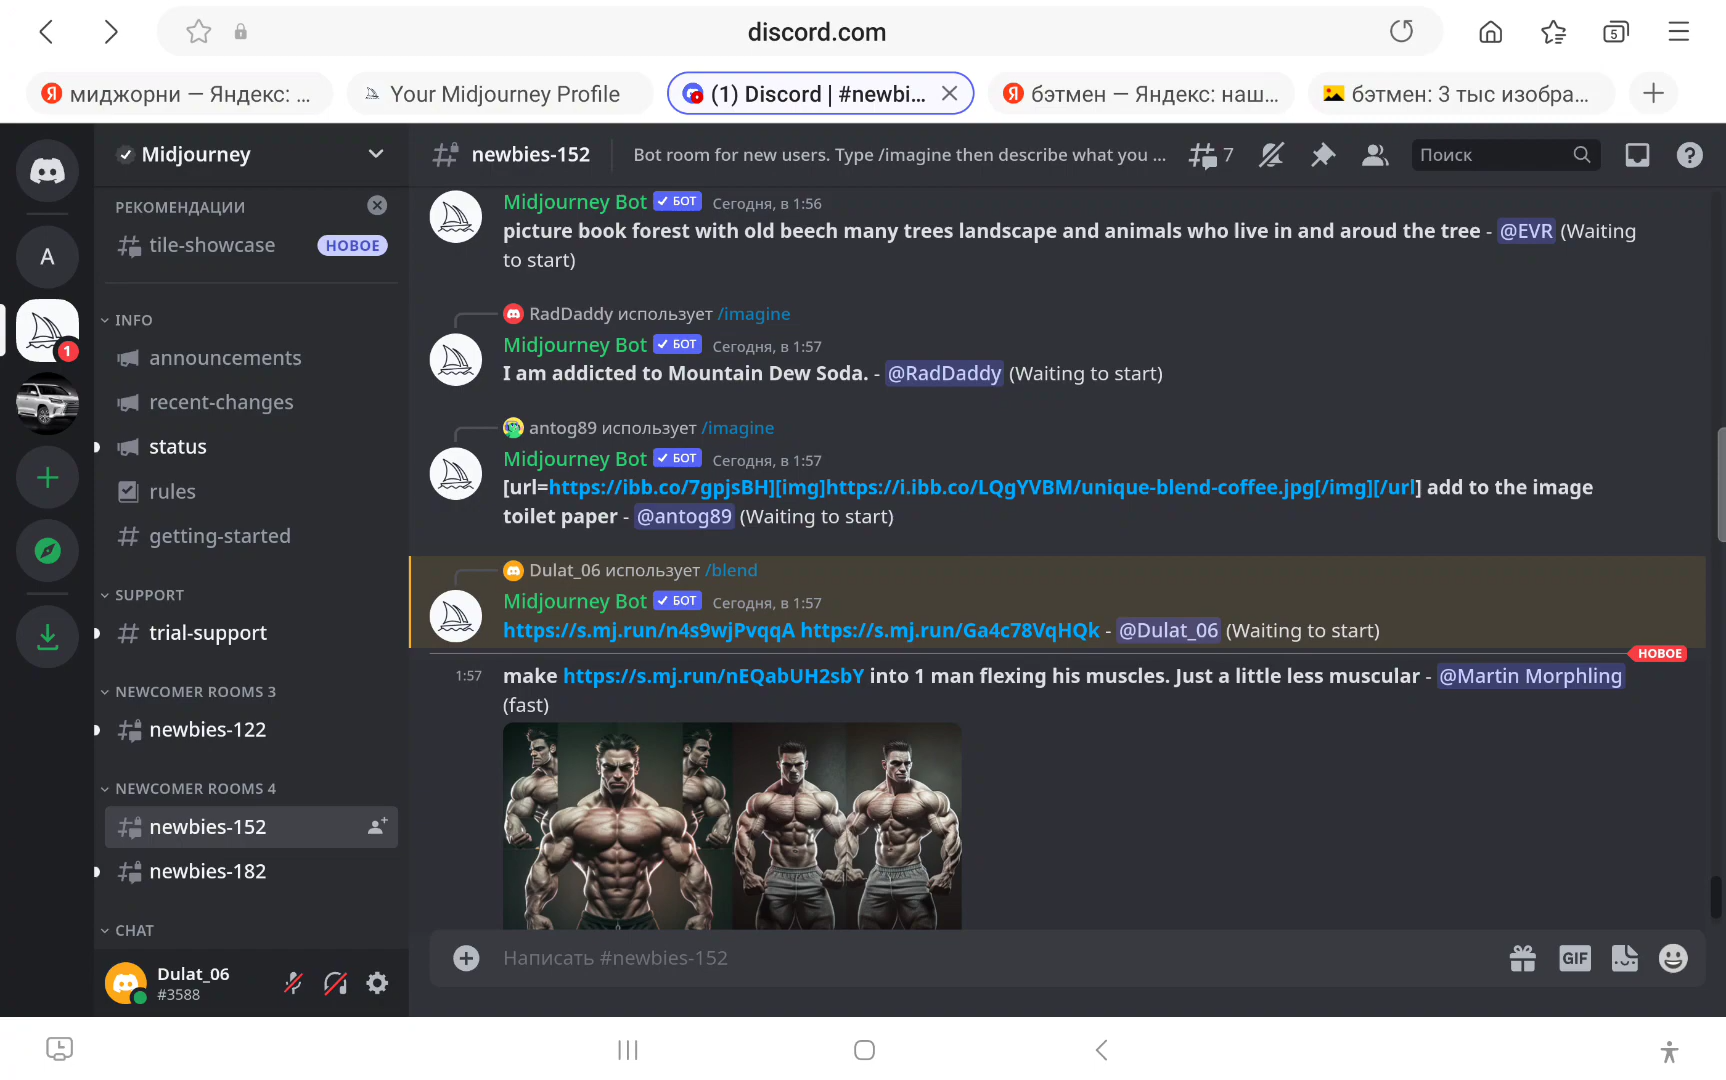 discord.com
5
миджорни — Яндекс: ...
Your Midjourney Profile
(1) Discord | #newbi...
бэтмен — Яндекс: наш...
бэтмен: 3 тыс изобра...
Midjourney
newbies-152
Bot room for new users. Type /imagine then describe what you ...
7
Поиск
РЕКОМЕНДАЦИИ
tile-showcase
НОВОЕ
A
1
INFO
announcements
recent-changes
status
rules
getting-started
SUPPORT
trial-support
NEWCOMER ROOMS 3
newbies-122
NEWCOMER ROOMS 4
newbies-152
newbies-182
CHAT
Dulat_06
#3588
Midjourney Bot БОТ Сегодня, в 1:56
picture book forest with old beech many trees landscape and animals who live in and aroud the tree - @EVR (Waiting
to start)
RadDaddy использует /imagine
Midjourney Bot БОТ Сегодня, в 1:57
I am addicted to Mountain Dew Soda. - @RadDaddy (Waiting to start)
antog89 использует /imagine
Midjourney Bot БОТ Сегодня, в 1:57
[url=https://ibb.co/7gpjsBH][img]https://i.ibb.co/LQgYVBM/unique-blend-coffee.jpg[/img][/url] add to the image
toilet paper - @antog89 (Waiting to start)
Dulat_06 использует /blend
Midjourney Bot БОТ Сегодня, в 1:57
https://s.mj.run/n4s9wjPvqqA https://s.mj.run/Ga4c78VqHQk - @Dulat_06 (Waiting to start)
НОВОЕ
1:57 make https://s.mj.run/nEQabUH2sbY into 1 man flexing his muscles. Just a little less muscular - @Martin Morphling
(fast)
Написать #newbies-152
GIF